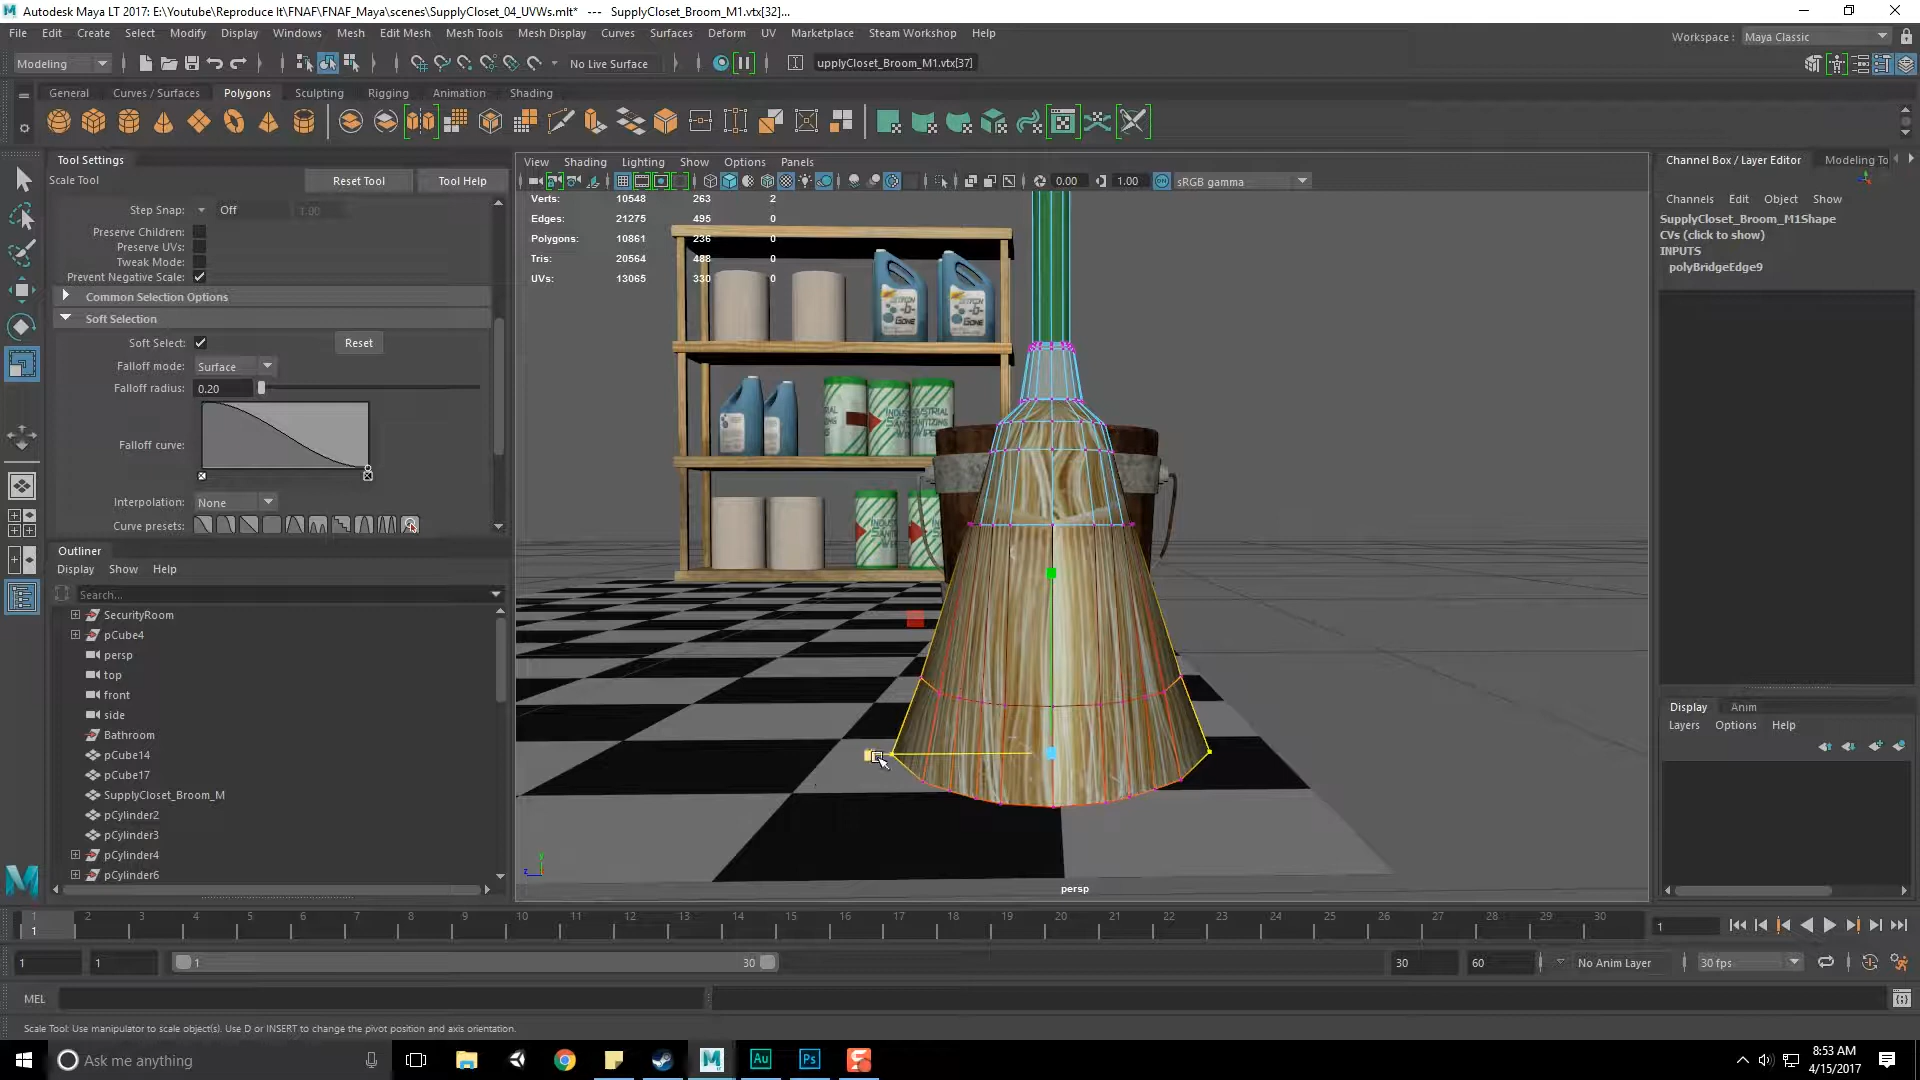 Autodesk Maya LT 2017: E:\Youtube\Reproduce It\FNAF\FNAF_Maya\scenes\SupplyCloset_04_UVWs.mlt* --- SupplyCloset_Broom_M1.vtx[32]...
File Edit Create Select Modify Display Windows Mesh Edit Mesh Mesh Tools Mesh Display Curves Surfaces Deform UV Marketplace Steam Workshop Help
Workspace : Maya Classic
Modeling No Live Surface upplyCloset_Broom_M1.vtx[37]
General Curves / Surfaces Polygons Sculpting Rigging Animation Shading
Tool Settings
Scale Tool Reset Tool Tool Help
Step Snap: Off 1.00
Preserve Children:
Preserve UVs:
Tweak Mode:
Prevent Negative Scale:
Common Selection Options
Soft Selection
Soft Select: Reset
Falloff mode: Surface
Falloff radius: 0.20
Falloff curve:
Interpolation: None
Curve presets:
Outliner
Display Show Help
Search...
SecurityRoom
pCube4
persp
top
front
side
Bathroom
pCube14
pCube17
SupplyCloset_Broom_M
pCylinder2
pCylinder3
pCylinder4
pCylinder6
View Shading Lighting Show Options Panels
0.00 1.00 sRGB gamma
Verts: 10548 263 2
Edges: 21275 495 0
Polygons: 10861 236 0
Tris: 20564 488 0
UVs: 13065 330 0
persp
Channel Box / Layer Editor Modeling To
Channels Edit Object Show
SupplyCloset_Broom_M1Shape
CVs (click to show)
INPUTS
polyBridgeEdge9
Display Anim
Layers Options Help
1 2 3 4 5 6 7 8 9 10 11 12 13 14 15 16 17 18 19 20 21 22 23 24 25 26 27 28 29 30
1 1
1 1 1 30 30 60 No Anim Layer 30 fps
MEL
Scale Tool: Use manipulator to scale object(s). Use D or INSERT to change the pivot position and axis orientation.
Ask me anything
8:53 AM
4/15/2017